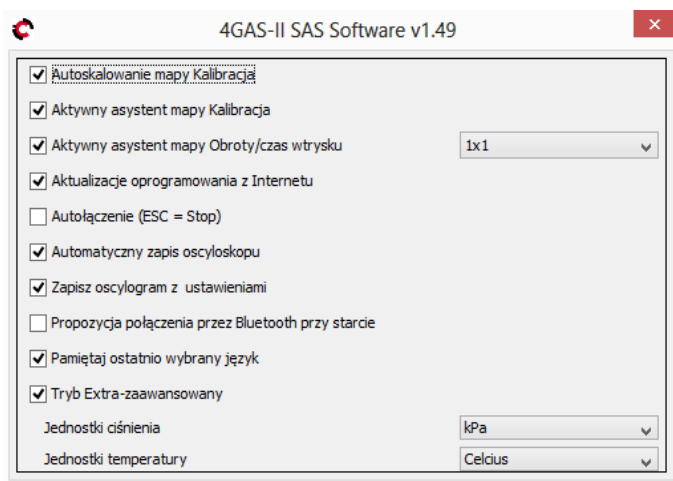 4GAS-II SAS Software v1.49
Autoskalowanie mapy Kalibracja
Aktywny asystent mapy Kalibracja
Aktywny asystent mapy Obroty/czas wtrysku 1x1
Aktualizacje oprogramowania z Internetu
Autołączenie (ESC = Stop)
Automatyczny zapis oscyloskopu
Zapisz oscylogram z ustawieniami
Propozycja połączenia przez Bluetooth przy starcie
Pamiętaj ostatnio wybrany język
Tryb Extra-zaawansowany
Jednostki ciśnienia kPa
Jednostki temperatury Celcius